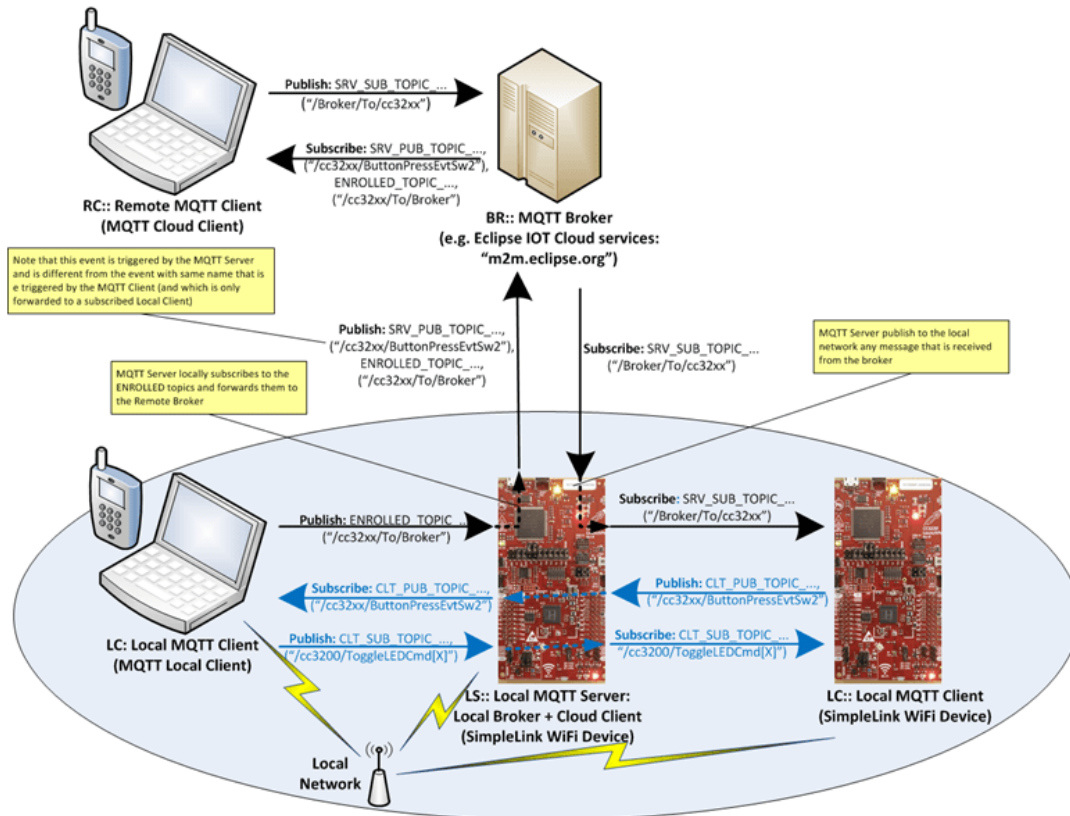 Publish: SRV_SUB_TOPIC_...
("/Broker/To/cc32xx")
Subscribe: SRV_PUB_TOPIC_...,
("/cc32xx/ButtonPressEvtSw2"),
ENROLLED_TOPIC_...,
("/cc32xx/To/Broker")
RC:: Remote MQTT Client
(MQTT Cloud Client)
BR:: MQTT Broker
(e.g. Eclipse IOT Cloud services:
"m2m.eclipse.org")
Note that this event is triggered by the MQTT Server
and is different from the event with same name that is
e triggered by the MQTT Client (and which is only
forwarded to a subscribed Local Client)
Publish: SRV_PUB_TOPIC_...,
("/cc32xx/ButtonPressEvtSw2"),
ENROLLED_TOPIC_...,
("/cc32xx/To/Broker")
Subscribe: SRV_SUB_TOPIC_...
("/Broker/To/cc32xx")
MQTT Server publish to the local
network any message that is received
from the broker
MQTT Server locally subscribes to the
ENROLLED topics and forwards them to
the Remote Broker
Publish: ENROLLED_TOPIC_...
("/cc32xx/To/Broker")
Subscribe: SRV_SUB_TOPIC_...
("/Broker/To/cc32xx")
Subscribe: CLT_PUB_TOPIC_...,
("/cc32xx/ButtonPressEvtSw2")
Publish: CLT_PUB_TOPIC_...,
("/cc32xx/ButtonPressEvtSw2")
Publish: CLT_SUB_TOPIC_...,
("/cc3200/ToggleLEDCmd[X]")
Subscribe: CLT_SUB_TOPIC_...
"/cc3200/ToggleLEDCmd[X]")
LC: Local MQTT Client
(MQTT Local Client)
LS:: Local MQTT Server:
Local Broker + Cloud Client
(SimpleLink WiFi Device)
LC:: Local MQTT Client
(SimpleLink WiFi Device)
Local
Network